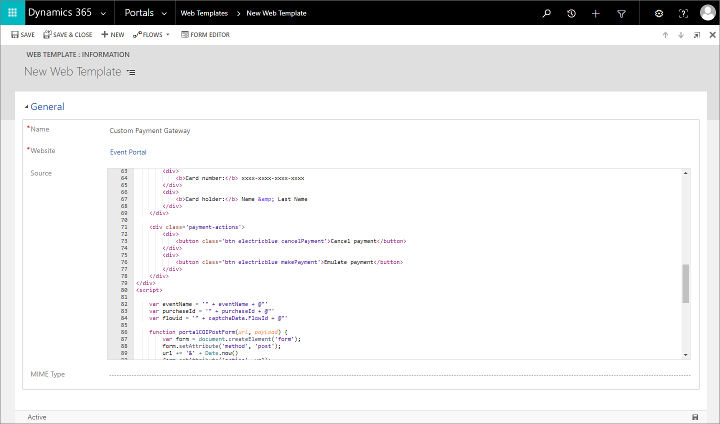 Dynamics 365 Portals Web Templates > New Web Template
SAVE SAVE & CLOSE NEW FLOWS FORM EDITOR
WEB TEMPLATE : INFORMATION
New Web Template
General
*Name Custom Payment Gateway
*Website Event Portal
Source
63 <div>
64 <b>Card number:</b> xxxx-xxxx-xxxx-xxxx
65 </div>
66 <div>
67 <b>Card holder:</b> Name &amp; Last Name
68 </div>
69 </div>
70
71 <div class='payment-actions'>
72 <div>
73 <button class='btn electricblue cancelPayment'>Cancel payment</button>
74 </div>
75 <div>
76 <button class='btn electricblue makePayment'>Emulate payment</button>
77 </div>
78 </div>
79 </div>
80 <script>
81
82 var eventName = '" + eventName + @"'
83 var purchaseId = '" + purchaseId + @"'
84 var flowid = '" + captchaData.FlowId + @"'
85
86 function portalCOIPostForm(url, payLoad) {
87 var form = document.createElement('form');
88 form.setAttribute('method', 'post');
89 url += '&' + Date.now()
MIME Type
Active